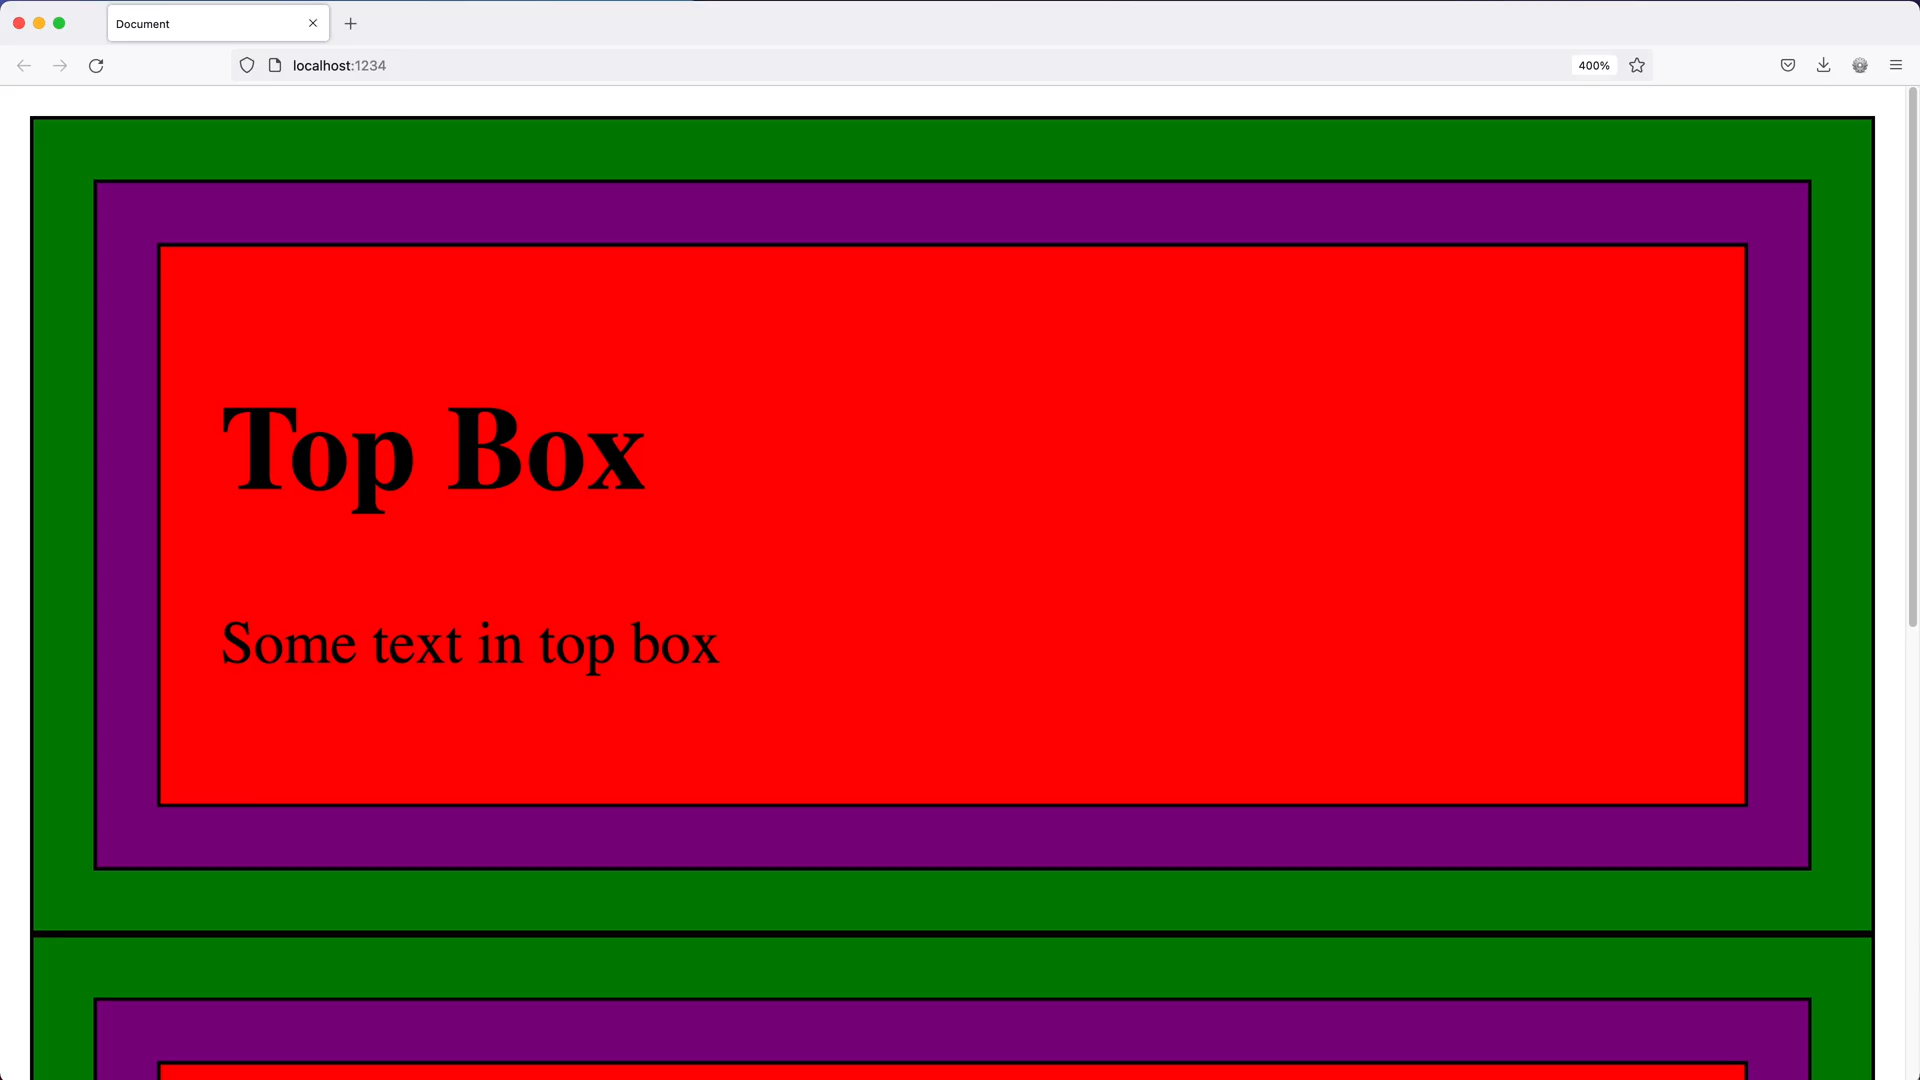 Document
localhost:1234
400%
Top Box
Some text in top box